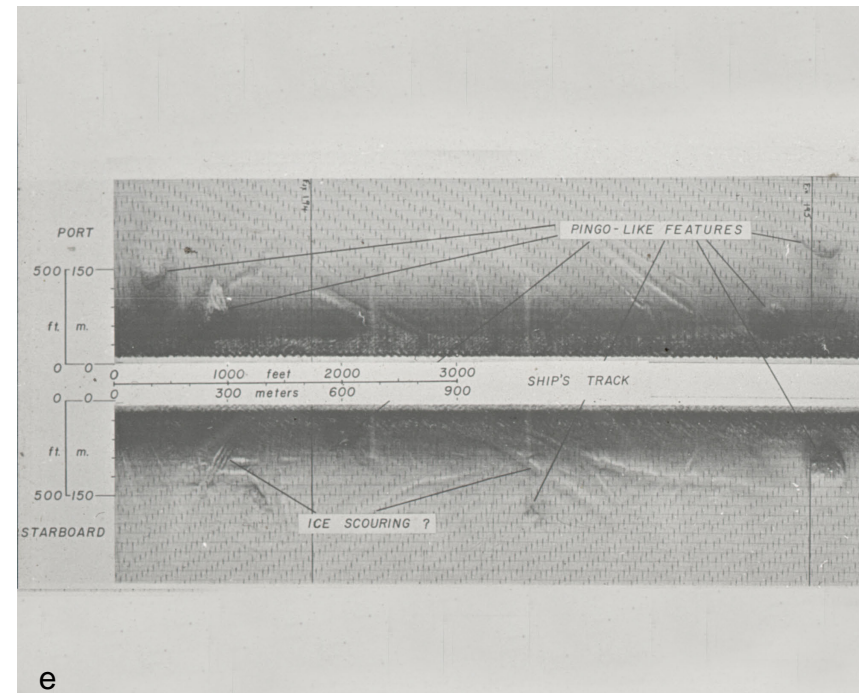 PORT
PINGO-LIKE FEATURES
500 150
ft. m.
0 0
0 1000 feet 2000 3000
0 300 meters 600 900
SHIP'S TRACK
0 0
ft. m.
500 150
STARBOARD
ICE SCOURING ?
e